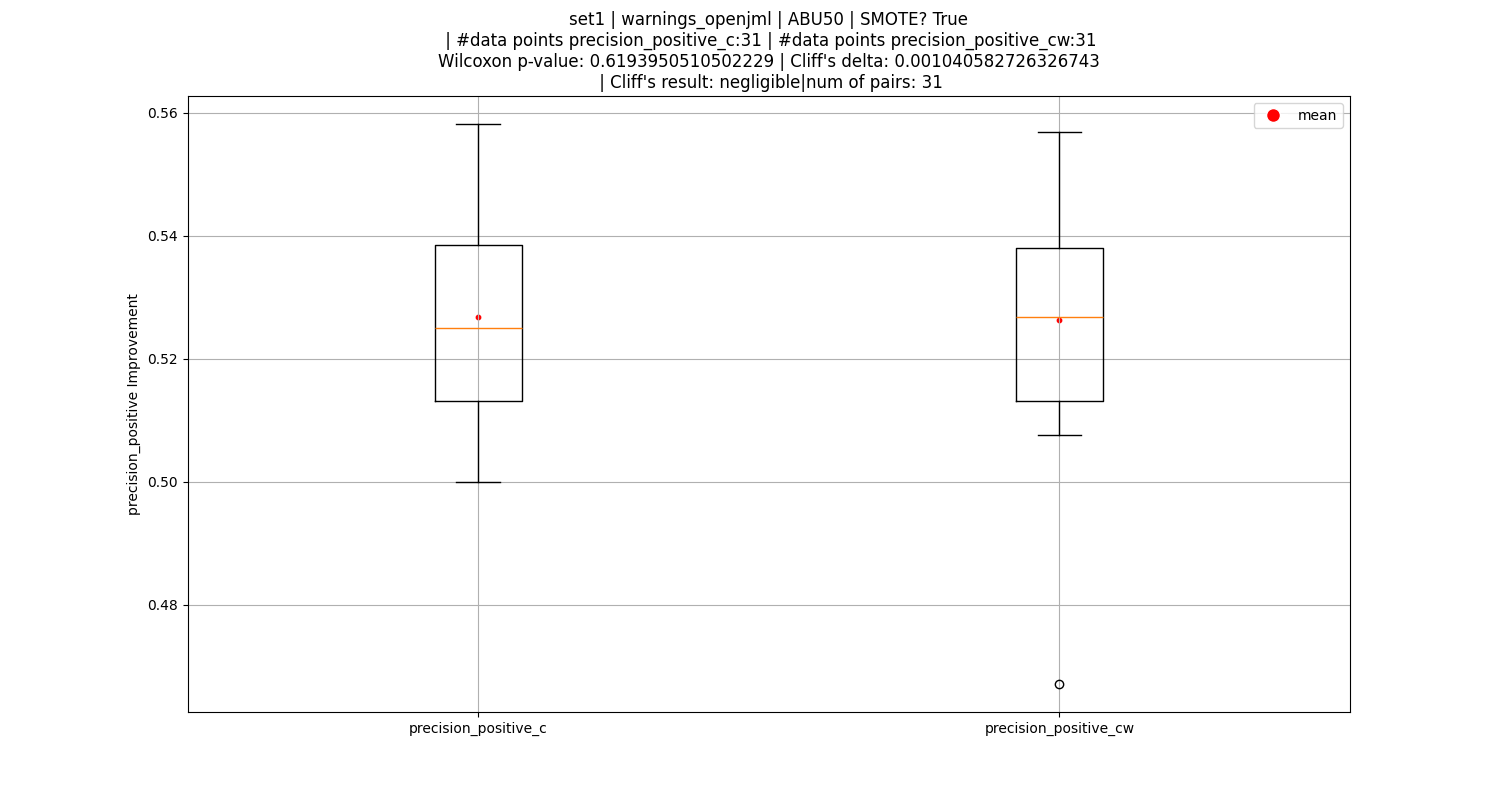 set1 | warnings_openjml | ABU50 | SMOTE? True
| #data points precision_positive_c:31 | #data points precision_positive_cw:31
Wilcoxon p-value: 0.6193950510502229 | Cliff's delta: 0.001040582726326743
| Cliff's result: negligible|num of pairs: 31
mean
0.56
0.54
0.52
0.50
0.48
precision_positive Improvement
precision_positive_c
precision_positive_cw